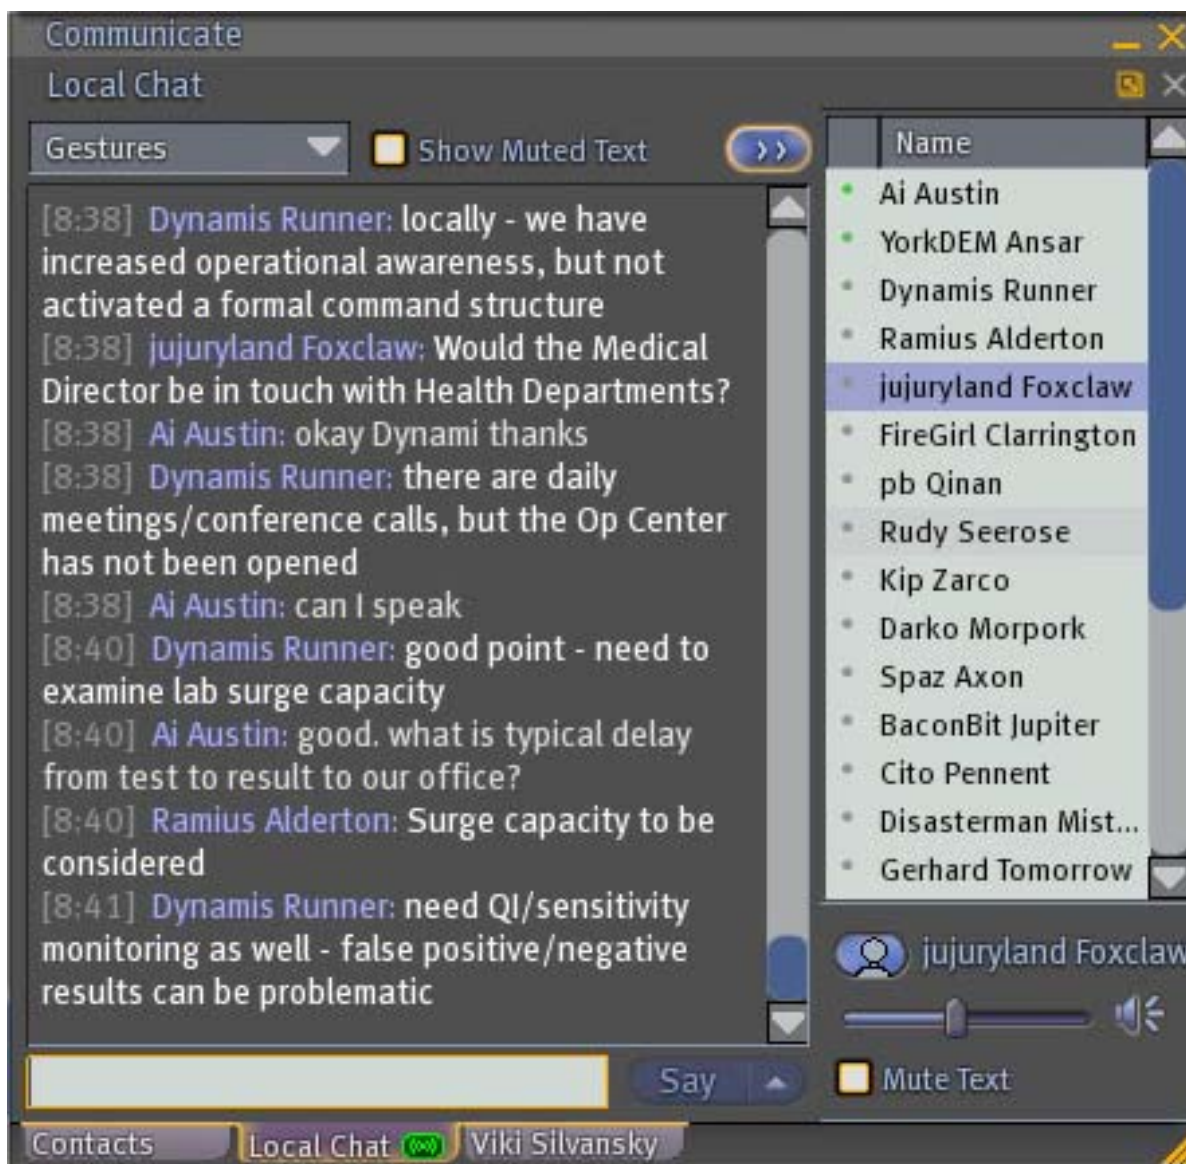 Communicate
Local Chat
Gestures
Show Muted Text
[8:38] Dynamis Runner: locally - we have
increased operational awareness, but not
activated a formal command structure
[8:38] jujuryland Foxclaw: Would the Medical
Director be in touch with Health Departments?
[8:38] Ai Austin: okay Dynami thanks
[8:38] Dynamis Runner: there are daily
meetings/conference calls, but the Op Center
has not been opened
[8:38] Ai Austin: can I speak
[8:40] Dynamis Runner: good point - need to
examine lab surge capacity
[8:40] Ai Austin: good. what is typical delay
from test to result to our office?
[8:40] Ramius Alderton: Surge capacity to be
considered
[8:41] Dynamis Runner: need QI/sensitivity
monitoring as well - false positive/negative
results can be problematic
Say
Name
Ai Austin
YorkDEM Ansar
Dynamis Runner
Ramius Alderton
jujuryland Foxclaw
FireGirl Clarrington
pb Qinan
Rudy Seerose
Kip Zarco
Darko Morpork
Spaz Axon
BaconBit Jupiter
Cito Pennent
Disasterman Mist...
Gerhard Tomorrow
jujuryland Foxclaw
Mute Text
Contacts
Local Chat
Viki Silvansky